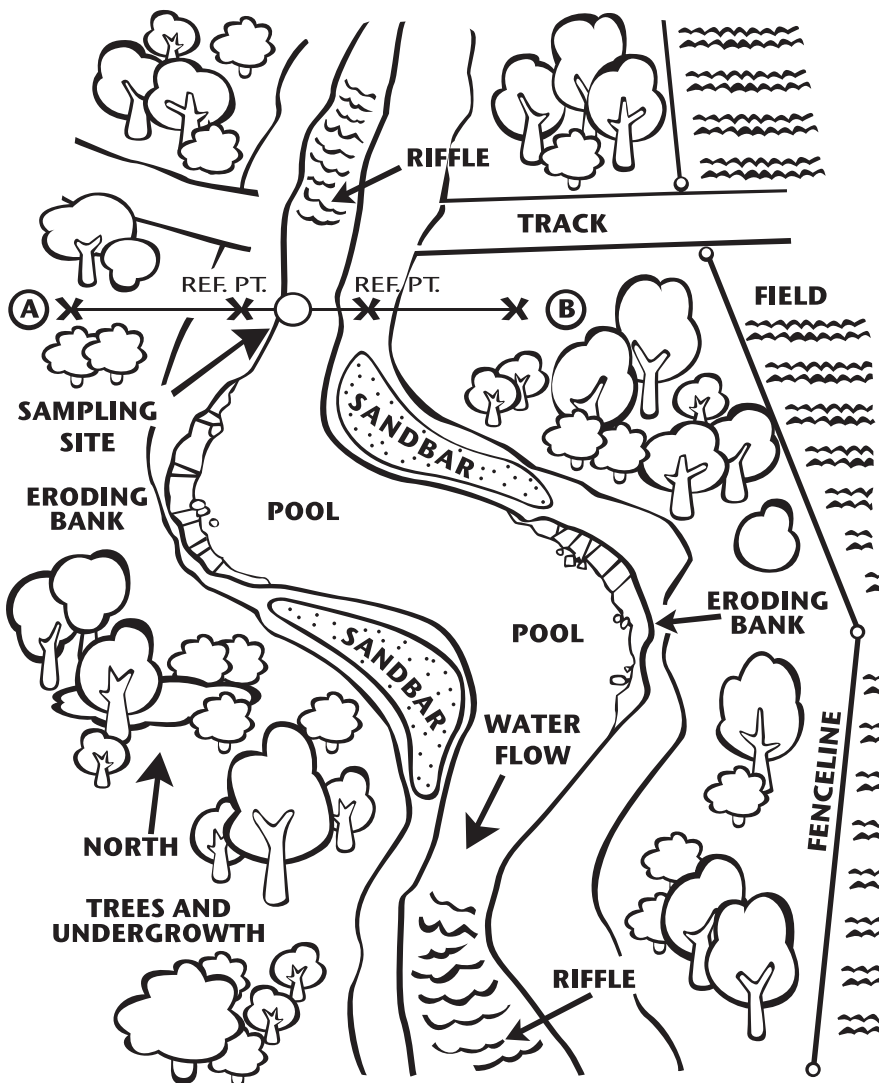 RIFFLE
TRACK
REF. PT.
REF. PT.
A
B
FIELD
SAMPLING
SITE
SANDBAR
ERODING
BANK
POOL
ERODING
BANK
POOL
SANDBAR
WATER
FLOW
FENCELINE
NORTH
TREES AND
UNDERGROWTH
RIFFLE